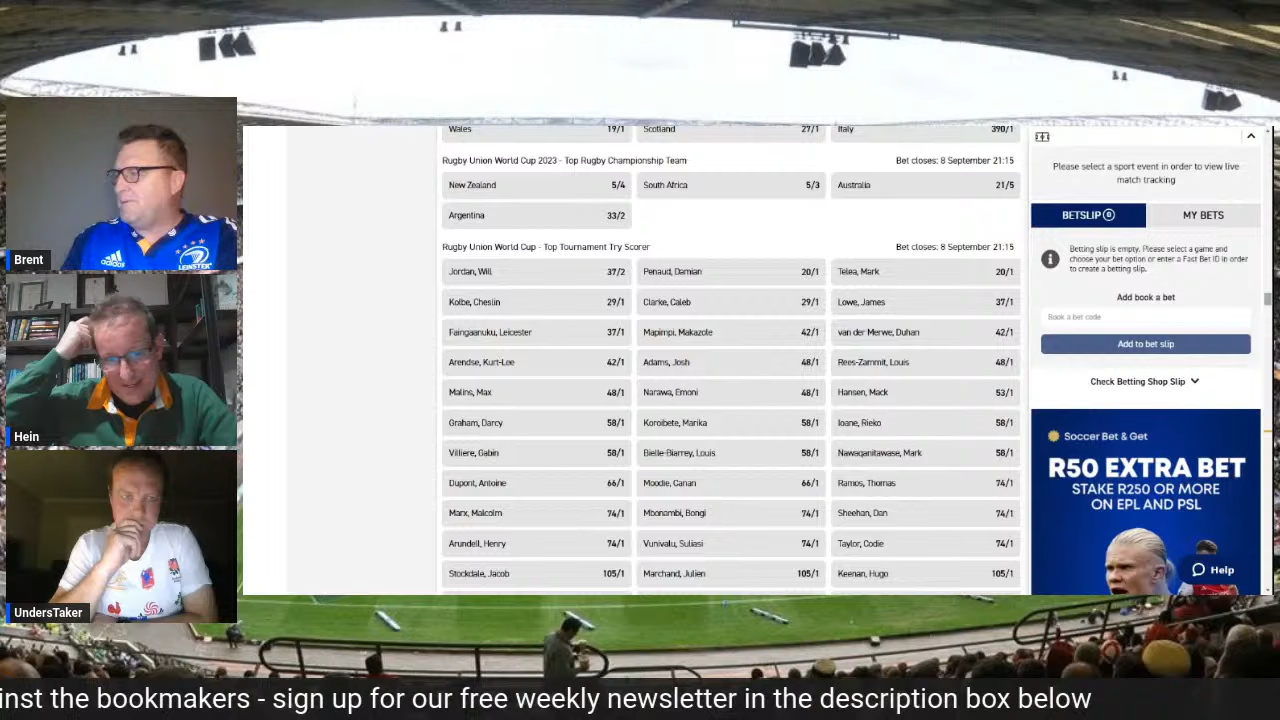 Brent
adidas
LEINSTER
Hein
UndersTaker
Wales 19/1 Scotland 27/1 Italy 390/1
Rugby Union World Cup 2023 - Top Rugby Championship Team Bet closes: 8 September 21:15
New Zealand 5/4 South Africa 5/3 Australia 21/5
Argentina 33/2
Rugby Union World Cup - Top Tournament Try Scorer Bet closes: 8 September 21:15
Jordan, Will 37/2 Penaud, Damian 20/1 Telea, Mark 20/1
Kolbe, Cheslin 29/1 Clarke, Caleb 29/1 Lowe, James 37/1
Faingaanuku, Leicester 37/1 Mapimpi, Makazole 42/1 van der Merwe, Duhan 42/1
Arendse, Kurt-Lee 42/1 Adams, Josh 48/1 Rees-Zammit, Louis 48/1
Malins, Max 48/1 Narawa, Emoni 48/1 Hansen, Mack 53/1
Graham, Darcy 58/1 Koroibete, Marika 58/1 Ioane, Rieko 58/1
Villiere, Gabin 58/1 Bielle-Biarrey, Louis 58/1 Nawaqanitawase, Mark 58/1
Dupont, Antoine 66/1 Moodie, Canan 66/1 Ramos, Thomas 74/1
Marx, Malcolm 74/1 Mbonambi, Bongi 74/1 Sheehan, Dan 74/1
Arundell, Henry 74/1 Vunivalu, Suliasi 74/1 Taylor, Codie 74/1
Stockdale, Jacob 105/1 Marchand, Julien 105/1 Keenan, Hugo 105/1
Please select a sport event in order to view live
match tracking
BETSLIP 0 MY BETS
Betting slip is empty. Please select a game and
choose your bet option or enter a Fast Bet ID in order
to create a betting slip.
Add book a bet
Book a bet code
Add to bet slip
Check Betting Shop Slip
Soccer Bet & Get
R50 EXTRA BET
STAKE R250 OR MORE
ON EPL AND PSL
Help
inst the bookmakers - sign up for our free weekly newsletter in the description box below